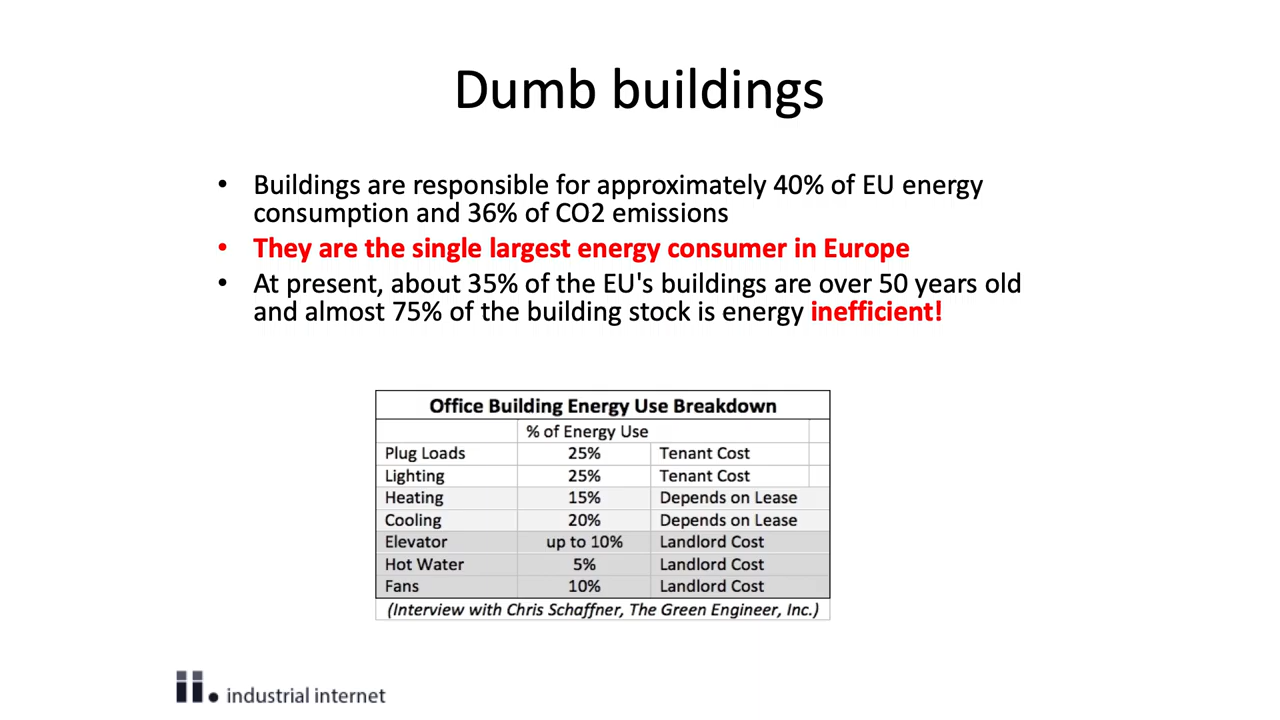 Dumb buildings
• Buildings are responsible for approximately 40% of EU energy
consumption and 36% of CO2 emissions
• They are the single largest energy consumer in Europe
• At present, about 35% of the EU's buildings are over 50 years old
and almost 75% of the building stock is energy inefficient!
Office Building Energy Use Breakdown
% of Energy Use
Plug Loads 25% Tenant Cost
Lighting 25% Tenant Cost
Heating 15% Depends on Lease
Cooling 20% Depends on Lease
Elevator up to 10% Landlord Cost
Hot Water 5% Landlord Cost
Fans 10% Landlord Cost
(Interview with Chris Schaffner, The Green Engineer, Inc.)
ii. industrial internet